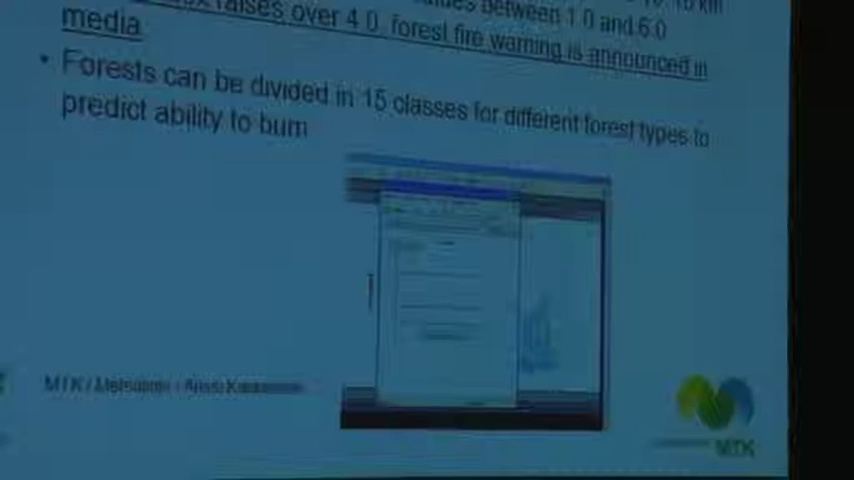 between 1.0 and 6.0
raises over 4.0, forest fire warning is announced in
media
• Forests can be divided in 15 classes for different forest types to
predict ability to burn
MTK /
MTK